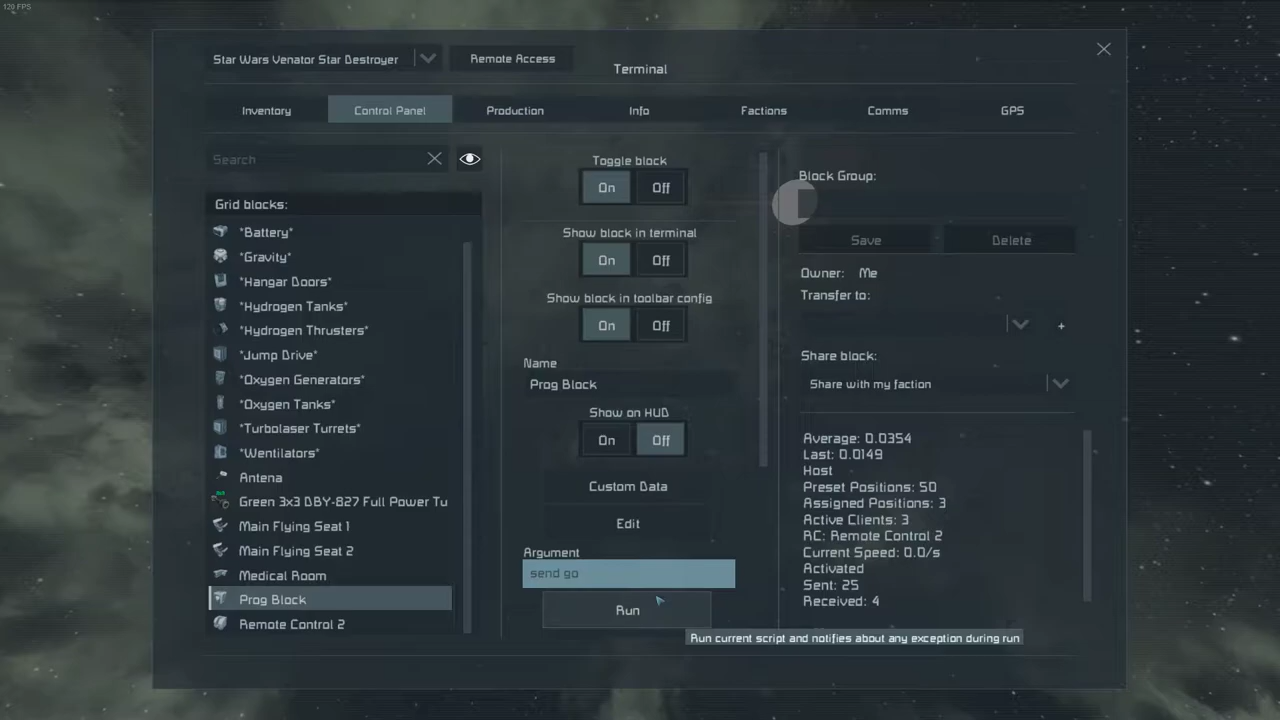 120 FPS
Star Wars Venator Star Destroyer
Remote Access
Terminal
Inventory
Control Panel
Production
Info
Factions
Comms
GPS
Search
Grid blocks:
*Battery*
*Gravity*
*Hangar Doors*
*Hydrogen Tanks*
*Hydrogen Thrusters*
*Jump Drive*
*Oxygen Generators*
*Oxygen Tanks*
*Turbolaser Turrets*
*Wentilators*
Antena
Green 3x3 DBY-827 Full Power Tu
Main Flying Seat 1
Main Flying Seat 2
Medical Room
Prog Block
Remote Control 2
Toggle block
On Off
Show block in terminal
On Off
Show block in toolbar config
On Off
Name
Prog Block
Show on HUD
On Off
Custom Data
Edit
Argument
send go
Run
Run current script and notifies about any exception during run
Block Group:
Save
Delete
Owner: Me
Transfer to:
+
Share block:
Share with my faction
Average: 0.0354
Last: 0.0149
Host
Preset Positions: 50
Assigned Positions: 3
Active Clients: 3
RC: Remote Control 2
Current Speed: 0.0/s
Activated
Sent: 25
Received: 4